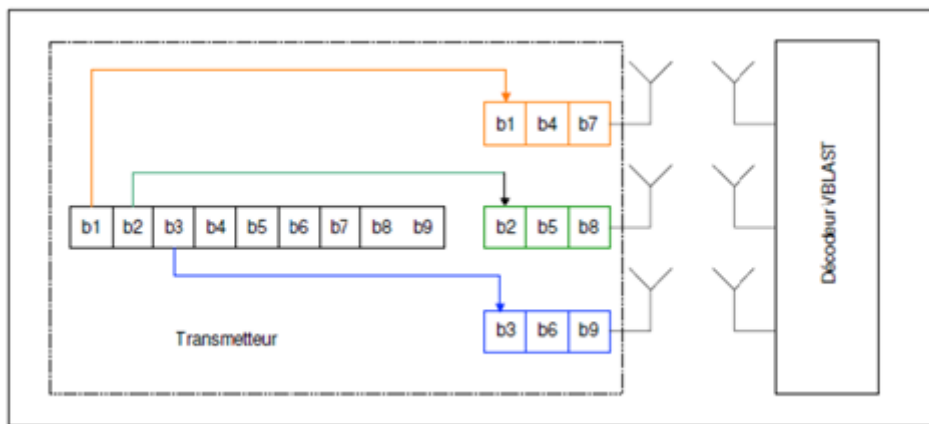 b1 b4 b7
b1 b2 b3 b4 b5 b6 b7 b8 b9
b2 b5 b8
b3 b6 b9
Transmetteur
Décodeur VBLAST